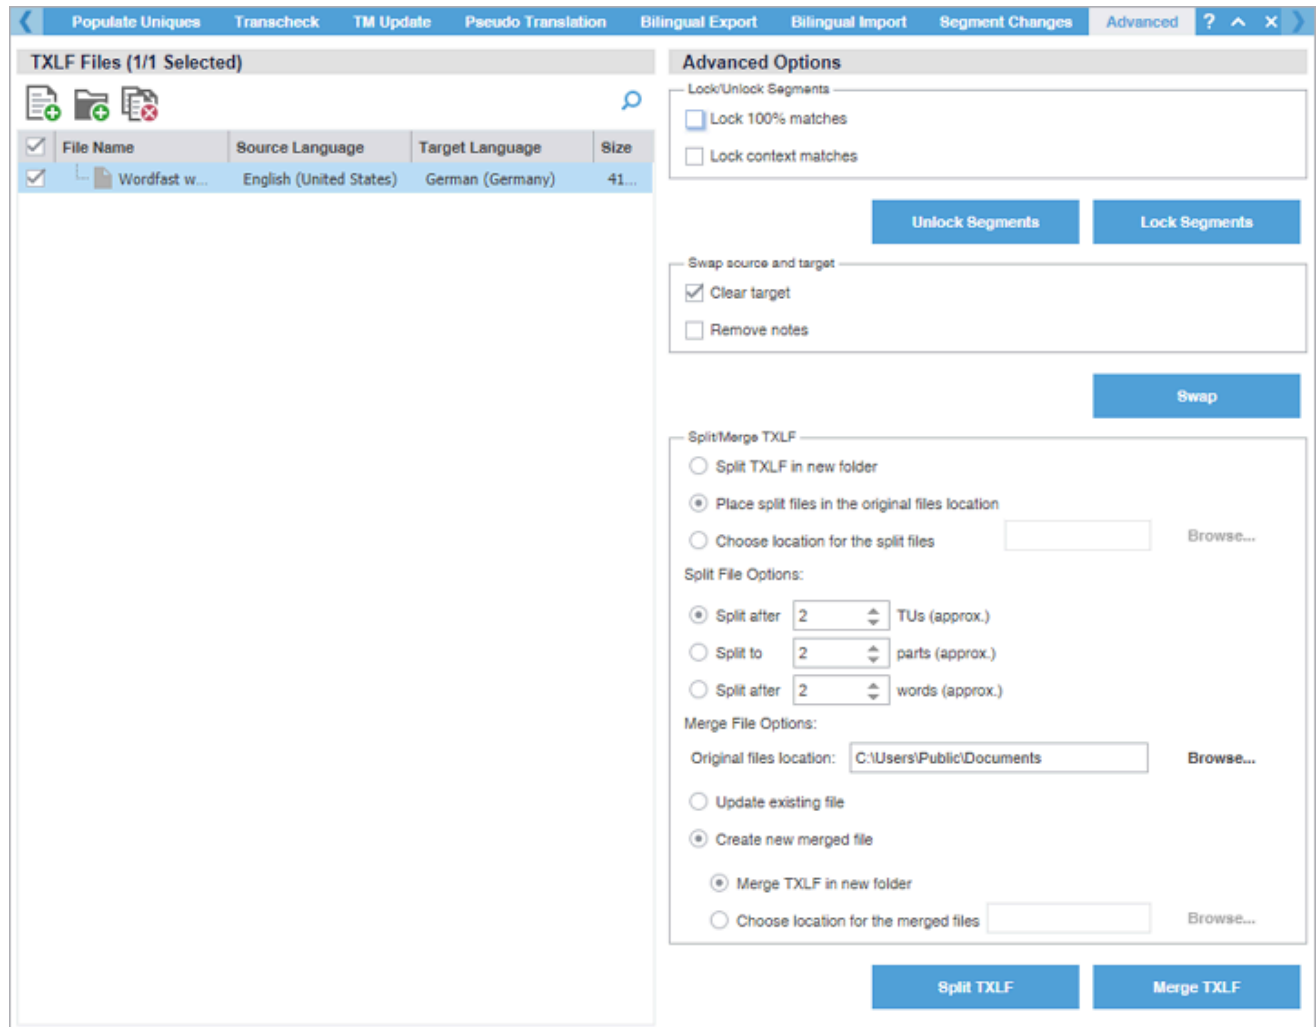 Populate Uniques Transcheck TM Update Pseudo Translation Bilingual Export Bilingual Import Segment Changes Advanced ?
TXLF Files (1/1 Selected)
File Name Source Language Target Language Size
Wordfast w... English (United States) German (Germany) 41...
Advanced Options
Lock/Unlock Segments
Lock 100% matches
Lock context matches
Unlock Segments Lock Segments
Swap source and target
Clear target
Remove notes
Swap
Split/Merge TXLF
Split TXLF in new folder
Place split files in the original files location
Choose location for the split files Browse...
Split File Options:
Split after 2 TUs (approx.)
Split to 2 parts (approx.)
Split after 2 words (approx.)
Merge File Options:
Original files location: C:\Users\Public\Documents Browse...
Update existing file
Create new merged file
Merge TXLF in new folder
Choose location for the merged files Browse...
Split TXLF Merge TXLF